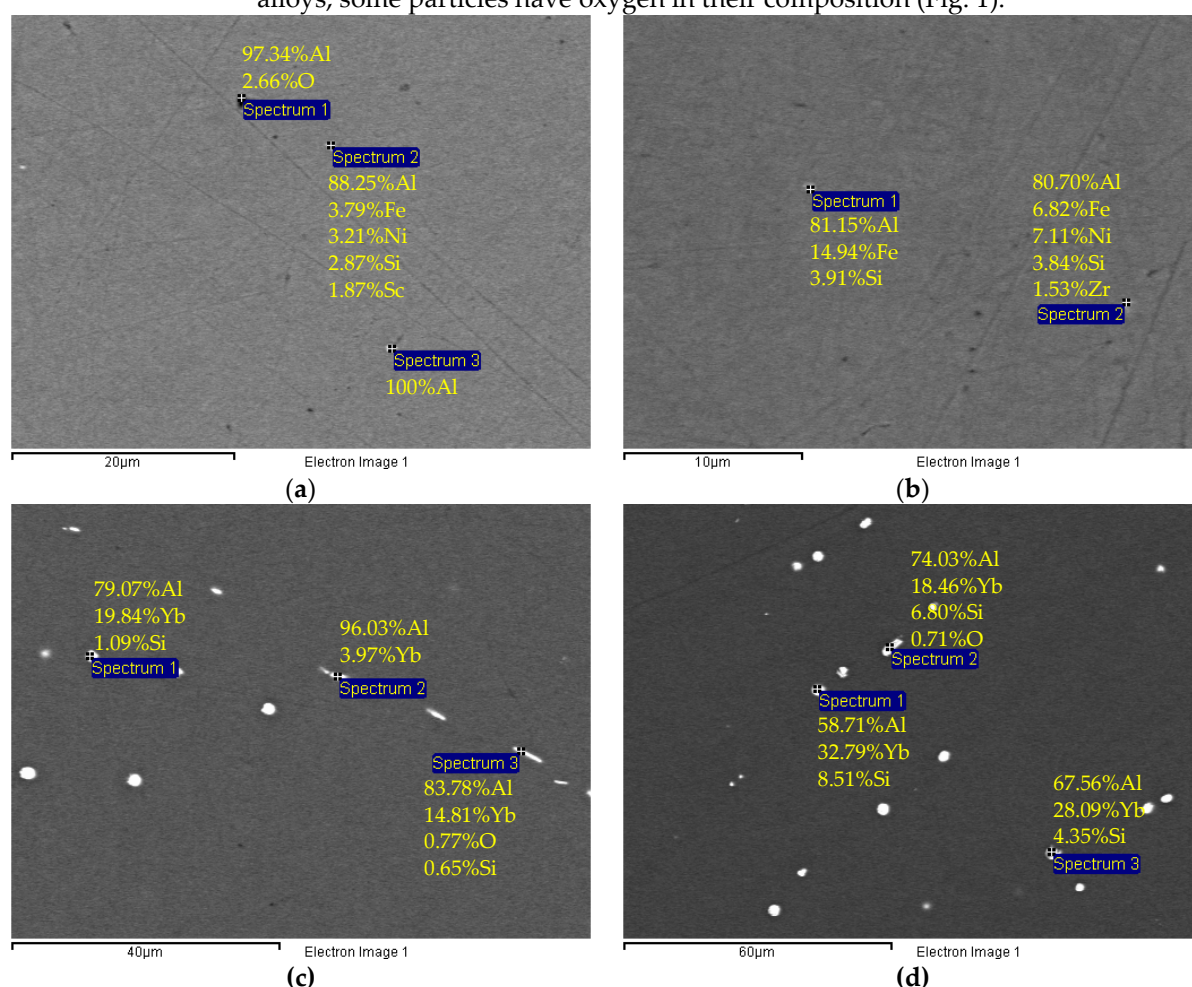 alloys, some particles have oxygen in their composition (Fig. 1).
97.34%Al
2.66%O
Spectrum 1
Spectrum 2
88.25%Al
3.79%Fe
3.21%Ni
2.87%Si
1.87%Sc
Spectrum 3
100%Al
20µm
Electron Image 1
(a)
Spectrum 1
81.15%Al
14.94%Fe
3.91%Si
80.70%Al
6.82%Fe
7.11%Ni
3.84%Si
1.53%Zr
Spectrum 2
10µm
Electron Image 1
(b)
79.07%Al
19.84%Yb
1.09%Si
Spectrum 1
96.03%Al
3.97%Yb
Spectrum 2
Spectrum 3
83.78%Al
14.81%Yb
0.77%O
0.65%Si
40µm
Electron Image 1
(c)
74.03%Al
18.46%Yb
6.80%Si
0.71%O
Spectrum 2
Spectrum 1
58.71%Al
32.79%Yb
8.51%Si
67.56%Al
28.09%Yb
4.35%Si
Spectrum 3
60µm
Electron Image 1
(d)